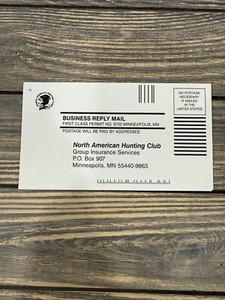 NO POSTAGE
NECESSARY
IF MAILED
IN THE
UNITED STATES
BUSINESS REPLY MAIL
FIRST CLASS PERMIT NO. 9750 MINNEAPOLIS, MN
POSTAGE WILL BE PAID BY ADDRESSEE
North American Hunting Club
Group Insurance Services
P.O. Box 907
Minneapolis, MN 55440-9863